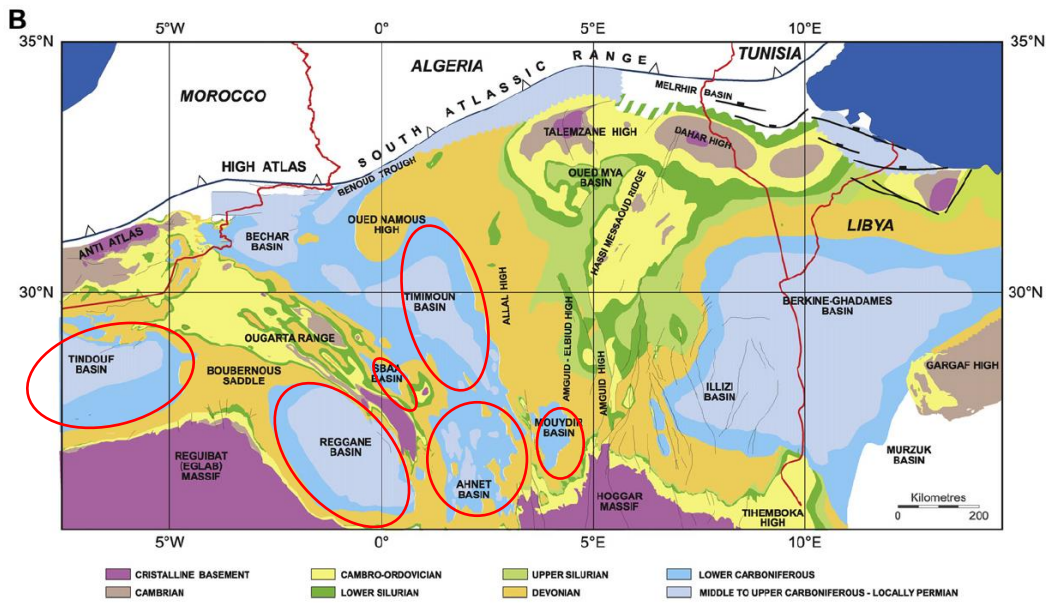 B
5°W
0°
5°E
10°E
35°N
35°N
ALGERIA
TUNISIA
MOROCCO
SOUTH ATLASSIC RANGE
MELRHIR BASIN
TALEMZANE HIGH
DAHAR HIGH
HIGH ATLAS
BENOUD TROUGH
OUED MYA
BASIN
ANTI ATLAS
BECHAR
BASIN
OUED NAMOUS
HIGH
HASSI MESSAOUD RIDGE
LIBYA
30°N
30°N
TIMIMOUN
BASIN
ALLAL HIGH
BERKINE-GHADAMES
BASIN
OUGARTA RANGE
AMGUID - ELBIUD HIGH
AMGUID HIGH
TINDOUF
BASIN
BOUBERNOUS
SADDLE
SBAA
BASIN
GARGAF HIGH
ILLIZI
BASIN
MOUYDIR
BASIN
REGGANE
BASIN
REGUIBAT
(EGLAB)
MASSIF
AHNET
BASIN
MURZUK
BASIN
HOGGAR
MASSIF
TIHEMBOKA
HIGH
Kilometres
0 200
5°W
0°
5°E
10°E
CRISTALLINE BASEMENT
CAMBRIAN
CAMBRO-ORDOVICIAN
LOWER SILURIAN
UPPER SILURIAN
DEVONIAN
LOWER CARBONIFEROUS
MIDDLE TO UPPER CARBONIFEROUS - LOCALLY PERMIAN